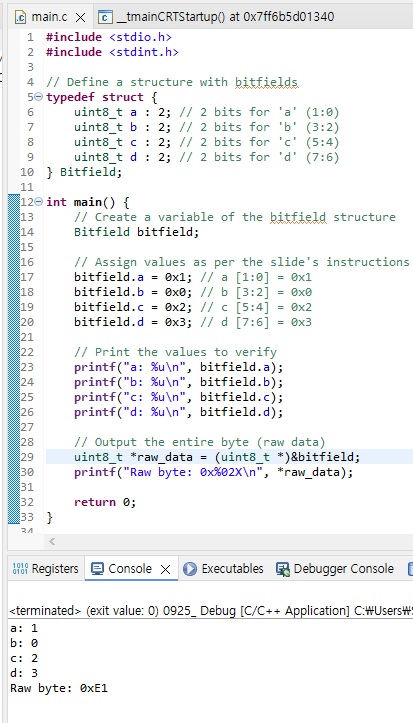 main.c
__tmainCRTStartup() at 0x7ff6b5d01340
1 #include <stdio.h>
2 #include <stdint.h>
3
4 // Define a structure with bitfields
5 typedef struct {
6     uint8_t a : 2; // 2 bits for 'a' (1:0)
7     uint8_t b : 2; // 2 bits for 'b' (3:2)
8     uint8_t c : 2; // 2 bits for 'c' (5:4)
9     uint8_t d : 2; // 2 bits for 'd' (7:6)
10 } Bitfield;
11
12 int main() {
13     // Create a variable of the bitfield structure
14     Bitfield bitfield;
15
16     // Assign values as per the slide's instructions
17     bitfield.a = 0x1; // a [1:0] = 0x1
18     bitfield.b = 0x0; // b [3:2] = 0x0
19     bitfield.c = 0x2; // c [5:4] = 0x2
20     bitfield.d = 0x3; // d [7:6] = 0x3
21
22     // Print the values to verify
23     printf("a: %u\n", bitfield.a);
24     printf("b: %u\n", bitfield.b);
25     printf("c: %u\n", bitfield.c);
26     printf("d: %u\n", bitfield.d);
27
28     // Output the entire byte (raw data)
29     uint8_t *raw_data = (uint8_t *)&bitfield;
30     printf("Raw byte: 0x%02X\n", *raw_data);
31
32     return 0;
33 }
34
Registers Console Executables Debugger Console
<terminated> (exit value: 0) 0925_ Debug [C/C++ Application] C:₩Users₩
a: 1
b: 0
c: 2
d: 3
Raw byte: 0xE1